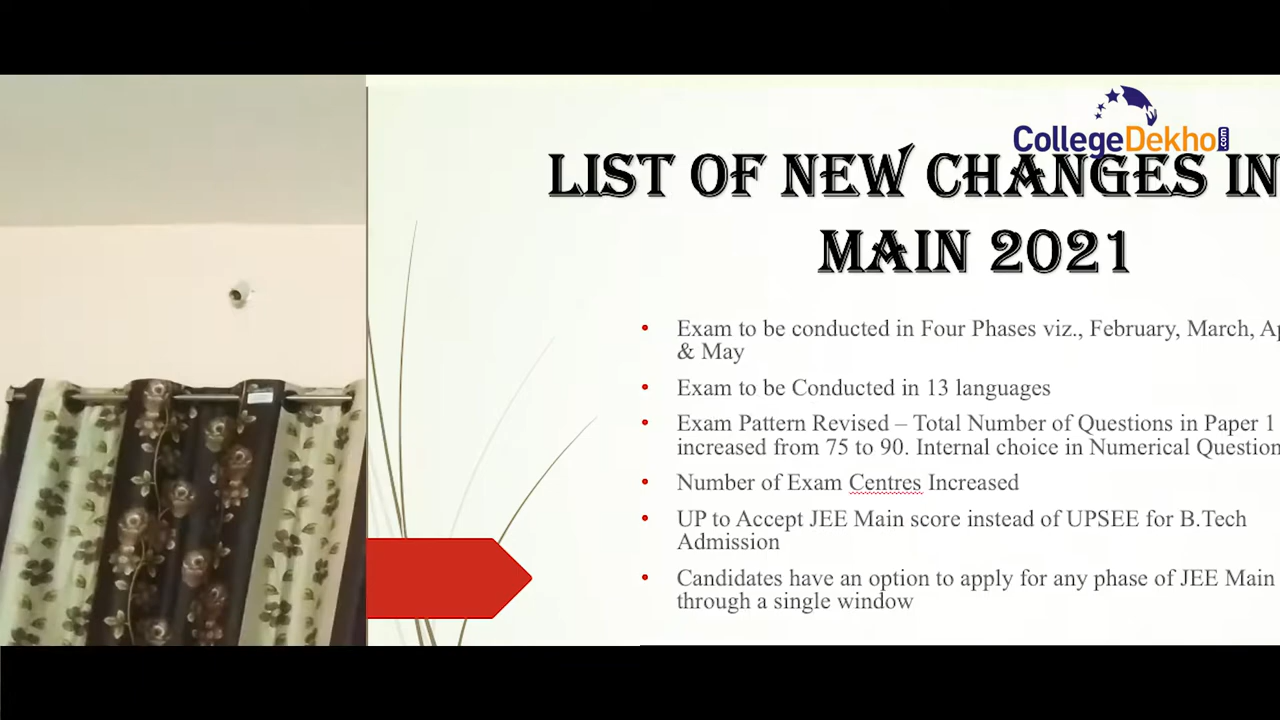 CollegeDekho.com
LIST OF NEW CHANGES IN
MAIN 2021
• Exam to be conducted in Four Phases viz., February, March, Ap
& May
• Exam to be Conducted in 13 languages
• Exam Pattern Revised – Total Number of Questions in Paper 1
increased from 75 to 90. Internal choice in Numerical Question
• Number of Exam Centres Increased
• UP to Accept JEE Main score instead of UPSEE for B.Tech
Admission
• Candidates have an option to apply for any phase of JEE Main
through a single window